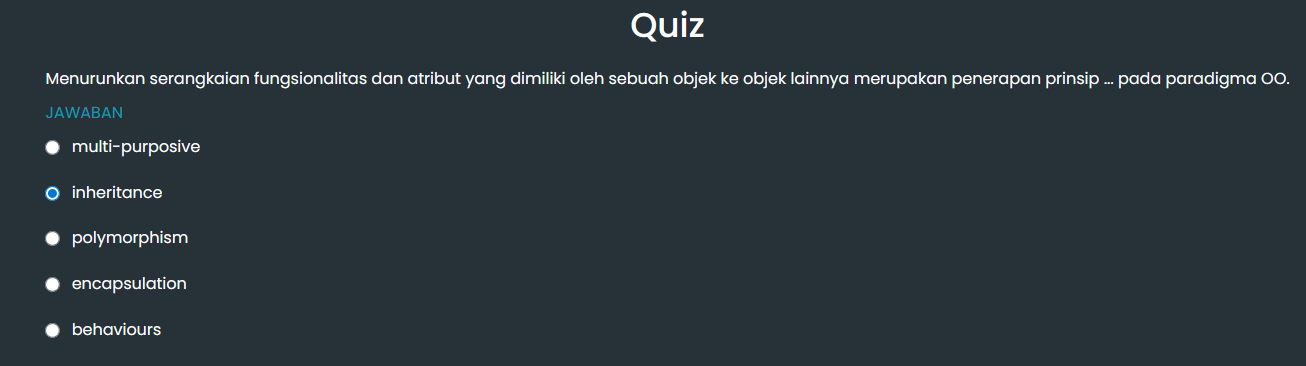 Quiz
Menurunkan serangkaian fungsionalitas dan atribut yang dimiliki oleh sebuah objek ke objek lainnya merupakan penerapan prinsip ... pada paradigma OO.
JAWABAN
multi-purposive
inheritance
polymorphism
encapsulation
behaviours